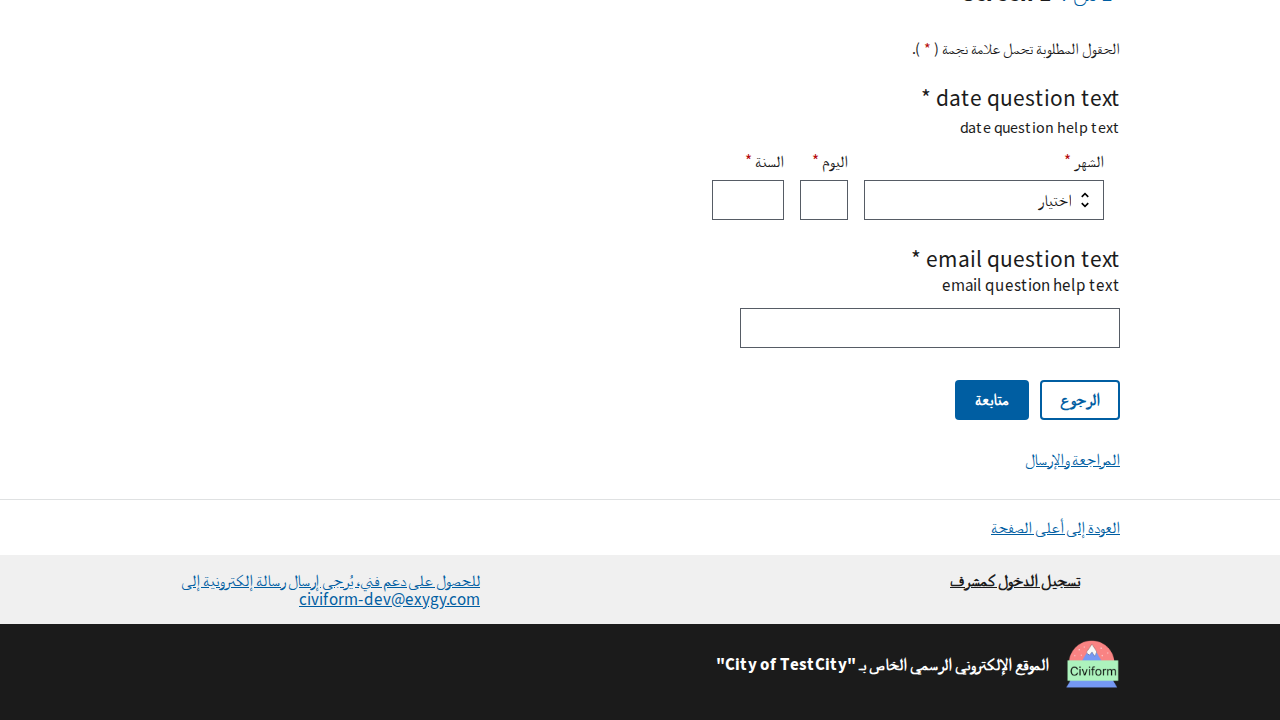 الحقول المطلوبة تحمل علامة نجمة ( * ).
date question text *
date question help text
الشهر * اليوم * السنة *
اختيار
email question text *
email question help text
الرجوع متابعة
المراجعة والإرسال
العودة إلى أعلى الصفحة
تسجيل الدخول كمشرف
للحصول على دعم فني، يُرجى إرسال رسالة إلكترونية إلى
civiform-dev@exygy.com
Civiform
الموقع الإلكتروني الرسمي الخاص بـ "City of TestCity"